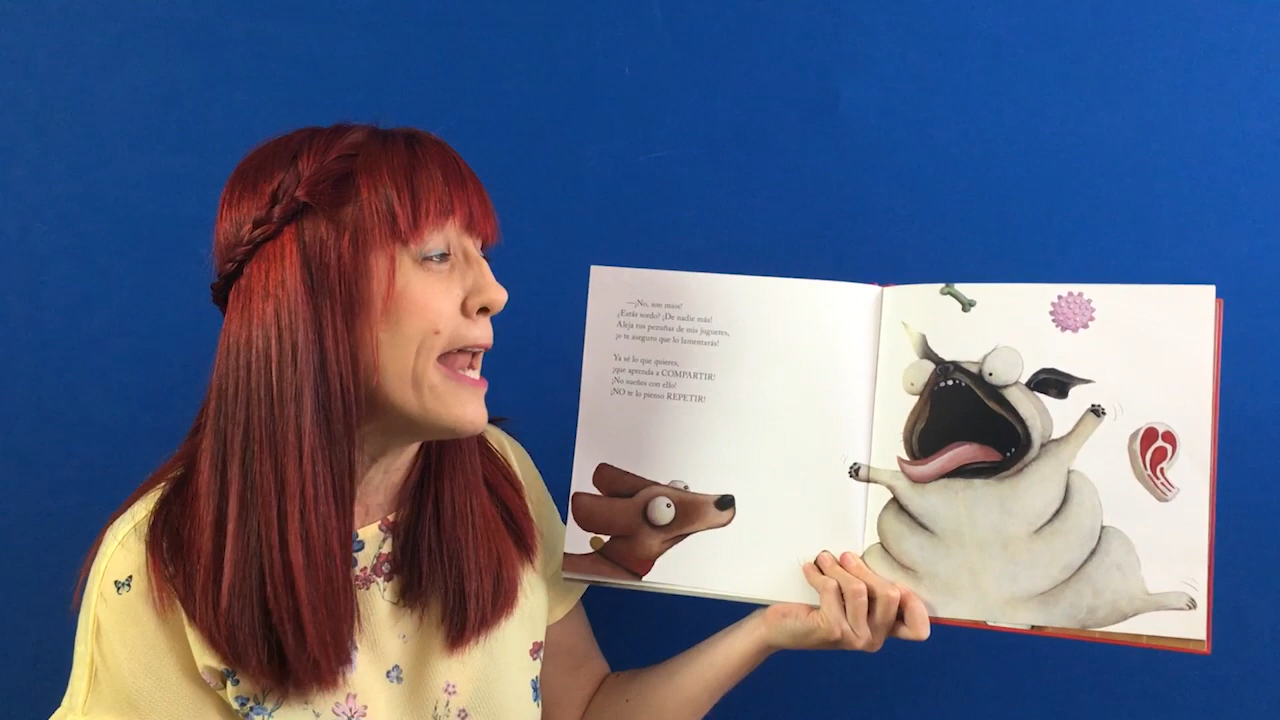 —¡No, son míos!
¿Estás sordo? ¡De nadie más!
Aleja tus pezuñas de mis juguetes,
¡o te aseguro que lo lamentarás!
Ya sé lo que quieres,
¡que aprenda a COMPARTIR!
¡No sueñes con ello!
¡NO te lo pienso REPETIR!